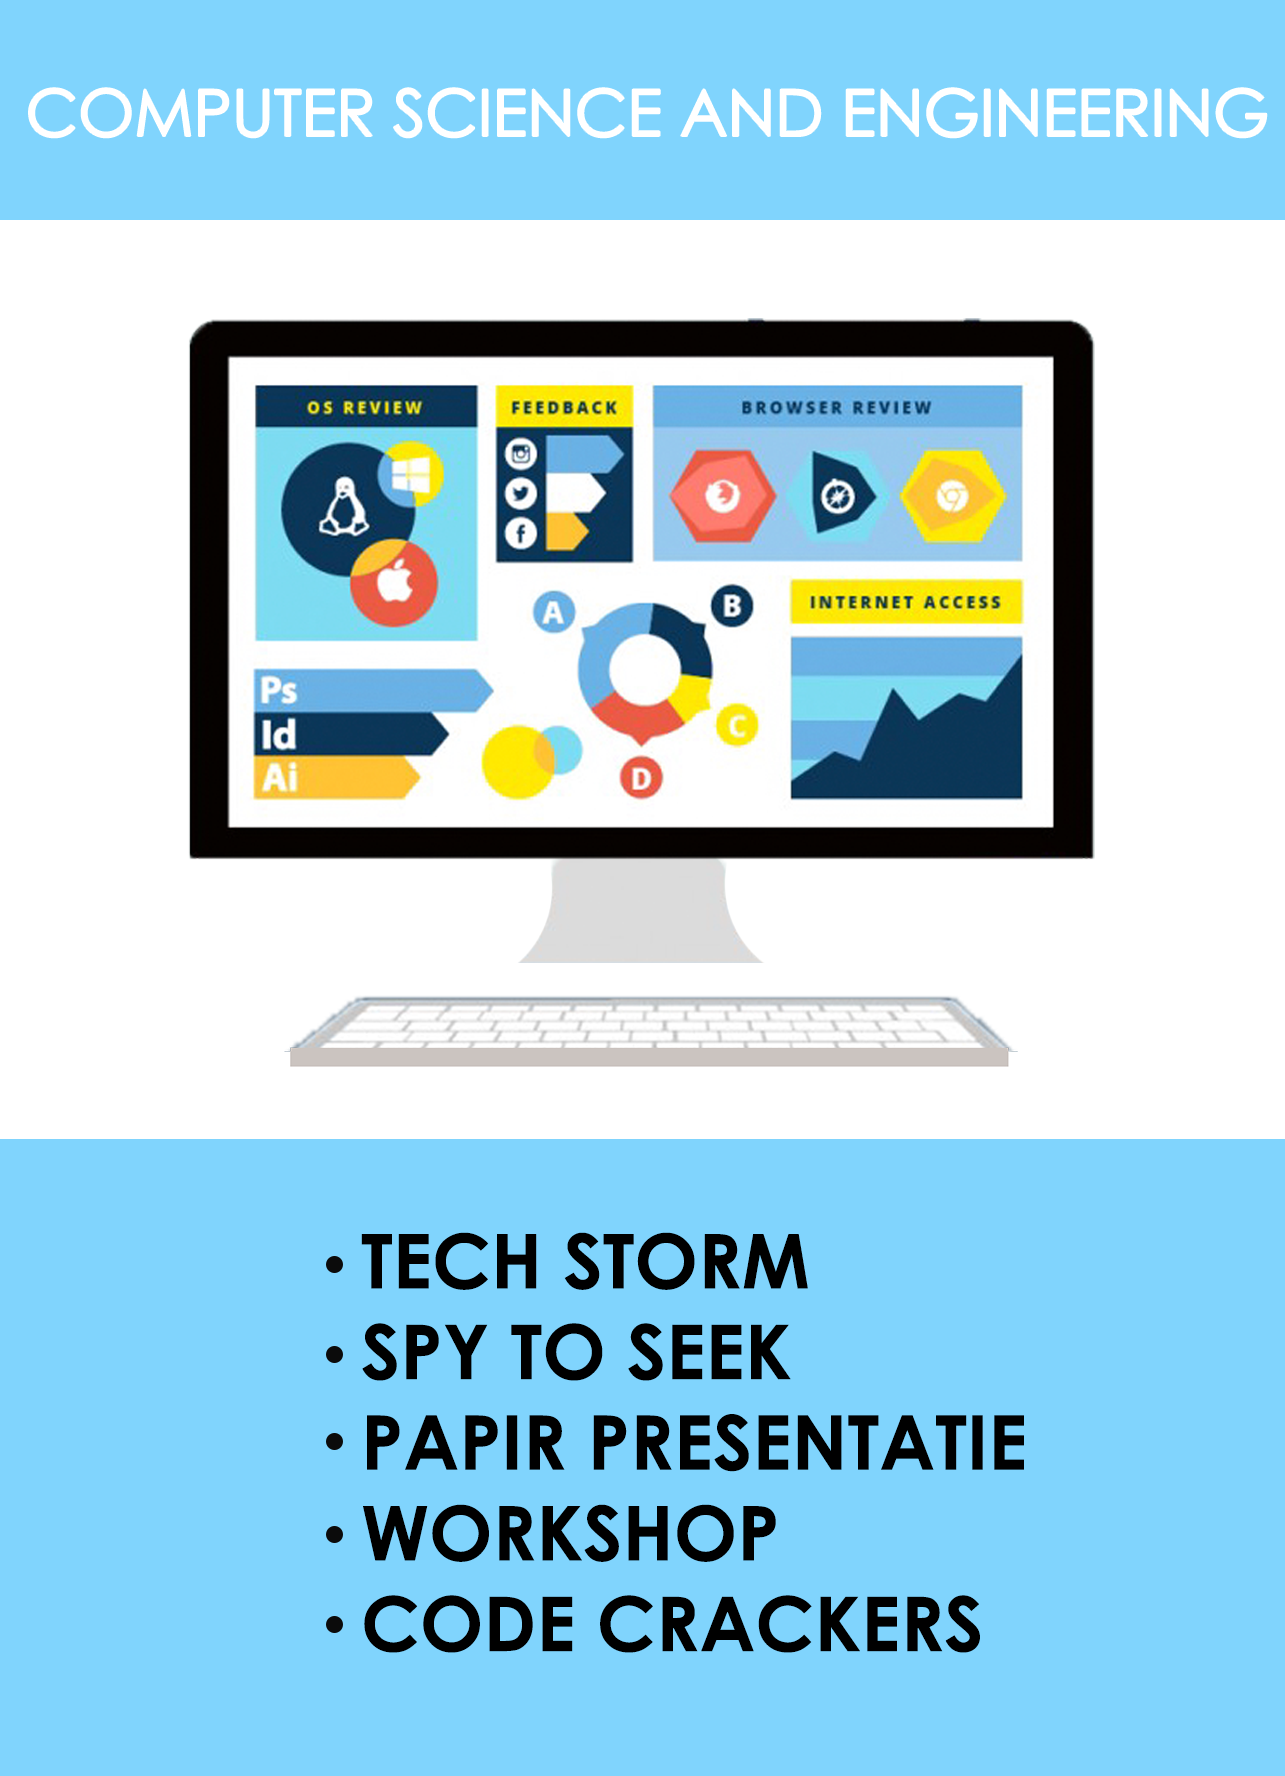 COMPUTER SCIENCE AND ENGINEERING
OS REVIEW
FEEDBACK
BROWSER REVIEW
INTERNET ACCESS
A
B
Ps
Id
Ai
C
D
• TECH STORM
• SPY TO SEEK
• PAPIR PRESENTATIE
• WORKSHOP
• CODE CRACKERS